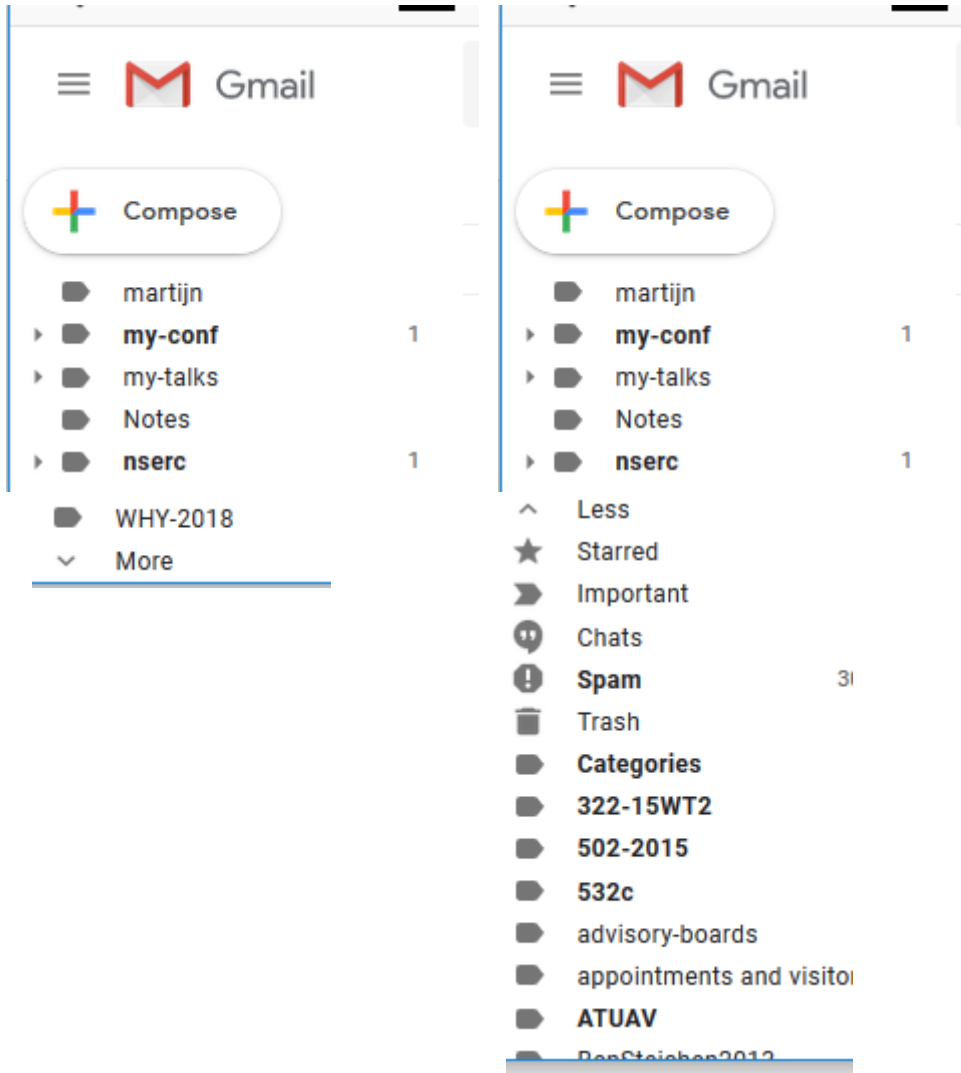 Gmail
Compose
martijn
my-conf 1
my-talks
Notes
nserc 1
WHY-2018
More
Gmail
Compose
martijn
my-conf 1
my-talks
Notes
nserc 1
Less
Starred
Important
Chats
Spam
Trash
Categories
322-15WT2
502-2015
532c
advisory-boards
appointments and
ATUAV